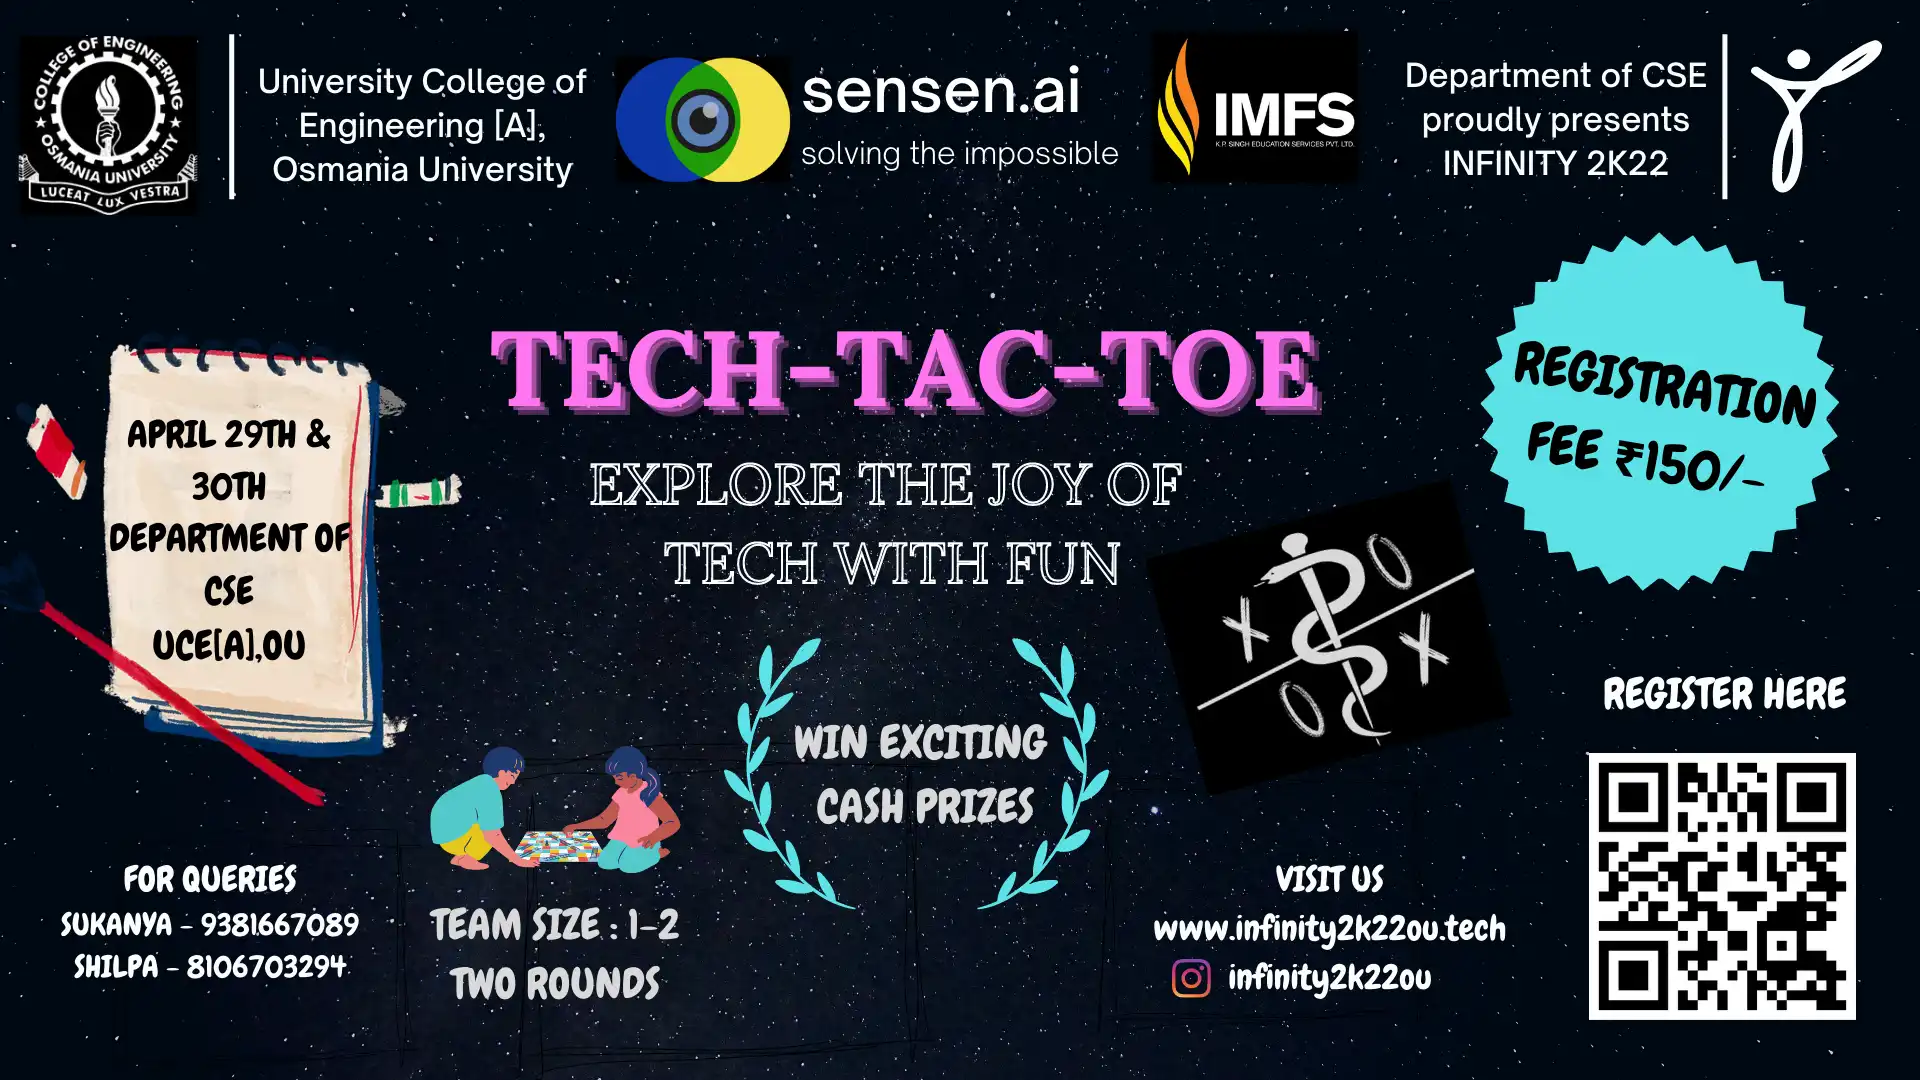 COLLEGE OF ENGINEERING
OSMANIA UNIVERSITY
LUCEAT LUX VESTRA
University College of
Engineering [A],
Osmania University
sensen.ai
solving the impossible
IMFS
K.P. SINGH EDUCATION SERVICES PVT. LTD.
Department of CSE
proudly presents
INFINITY 2K22
TECH-TAC-TOE
EXPLORE THE JOY OF
TECH WITH FUN
REGISTRATION
FEE ₹150/-
APRIL 29TH &
30TH
DEPARTMENT OF
CSE
UCE[A],OU
X O
O X
WIN EXCITING
CASH PRIZES
REGISTER HERE
FOR QUERIES
SUKANYA - 9381667089
SHILPA - 8106703294
TEAM SIZE : 1-2
TWO ROUNDS
VISIT US
www.infinity2k22ou.tech
infinity2k22ou